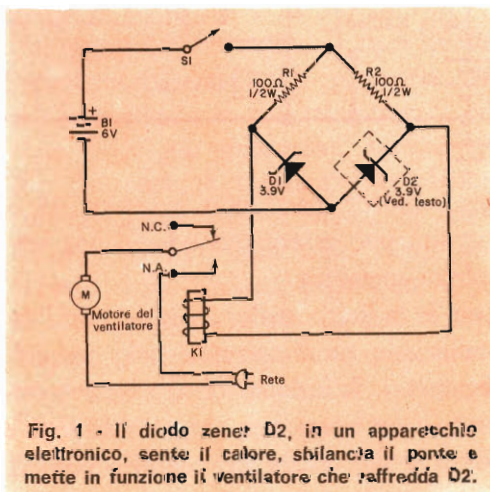 S1
R1
100Ω
1/2W
R2
100Ω
1/2W
+
B1
6V
D1
3.9V
D2
3.9V
(Ved. testo)
N.C.
N.A.
M
Motore del
ventilatore
K1
Rete
Fig. 1 - Il diodo zener D2, in un apparecchio
elettronico, sente il calore, sbilancia il ponte e
mette in funzione il ventilatore che raffredda D2.